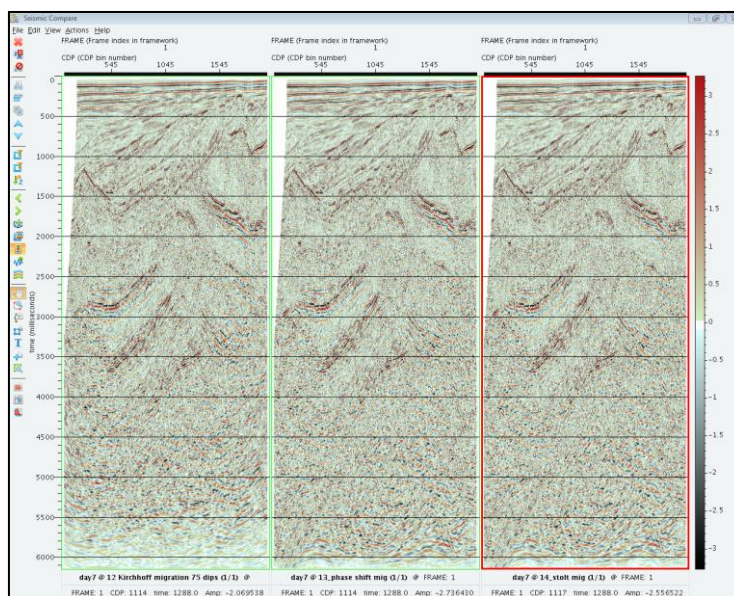 Seismic Compare
File Edit View Actions Help
FRAME (Frame index in framework)
1
CDP (CDP bin number)
545 1045 1545
FRAME (Frame index in framework)
1
CDP (CDP bin number)
545 1045 1545
FRAME (Frame index in framework)
1
CDP (CDP bin number)
545 1045 1545
time (milliseconds)
0
500
1000
1500
2000
2500
3000
3500
4000
4500
5000
5500
6000
3
2.5
2
1.5
1
0.5
0
-0.5
-1
-1.5
-2
-2.5
-3
day7 @ 12 Kirchhoff migration 75 dips (1/1) @
FRAME: 1 CDP: 1114 time: 1288.0 Amp: -2.069538
day7 @ 13_phase shift mig (1/1) @ FRAME: 1
FRAME: 1 CDP: 1114 time: 1288.0 Amp: -2.736430
day7 @ 14_stolt mig (1/1) @ FRAME: 1
FRAME: 1 CDP: 1117 time: 1288.0 Amp: -2.556522